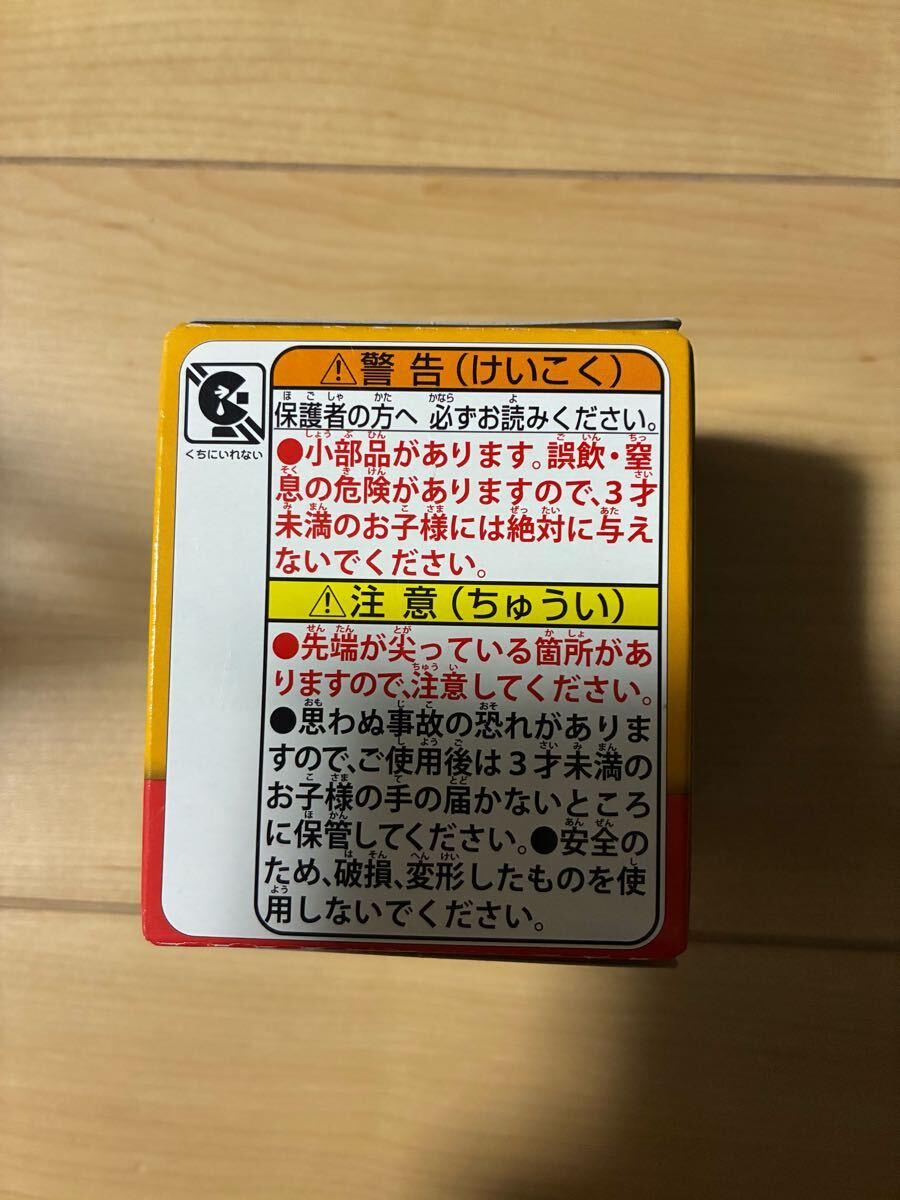 くちにいれない
⚠警告(けいこく)
保護者の方へ 必ずお読みください。
●小部品があります。誤飲・窒
息の危険がありますので、3才
未満のお子様には絶対に与え
ないでください。
⚠注意(ちゅうい)
●先端が尖っている箇所があ
りますので、注意してください。
●思わぬ事故の恐れがありま
すので、ご使用後は3才未満の
お子様の手の届かないところ
に保管してください。●安全の
ため、破損、変形したものを使
用しないでください。